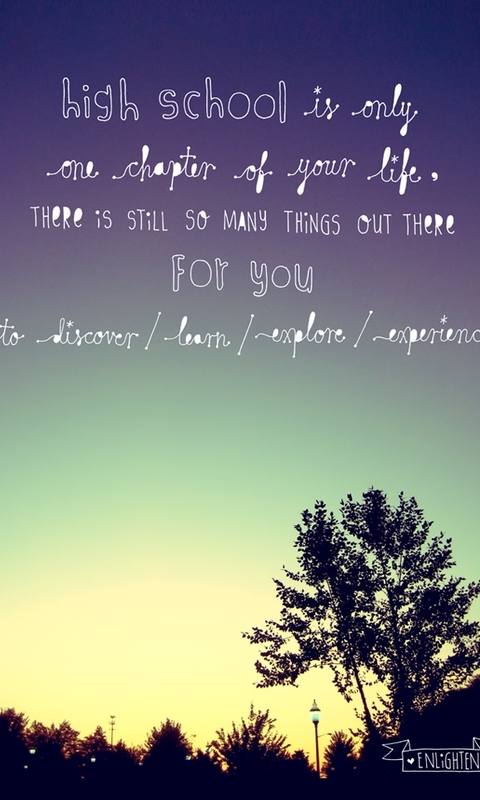 high school is only
one chapter of your life,
THERE IS STILL SO MANY THINGS OUT THERE
FOR YOU
to discover / learn / explore / experienc
ENLIGHTEN